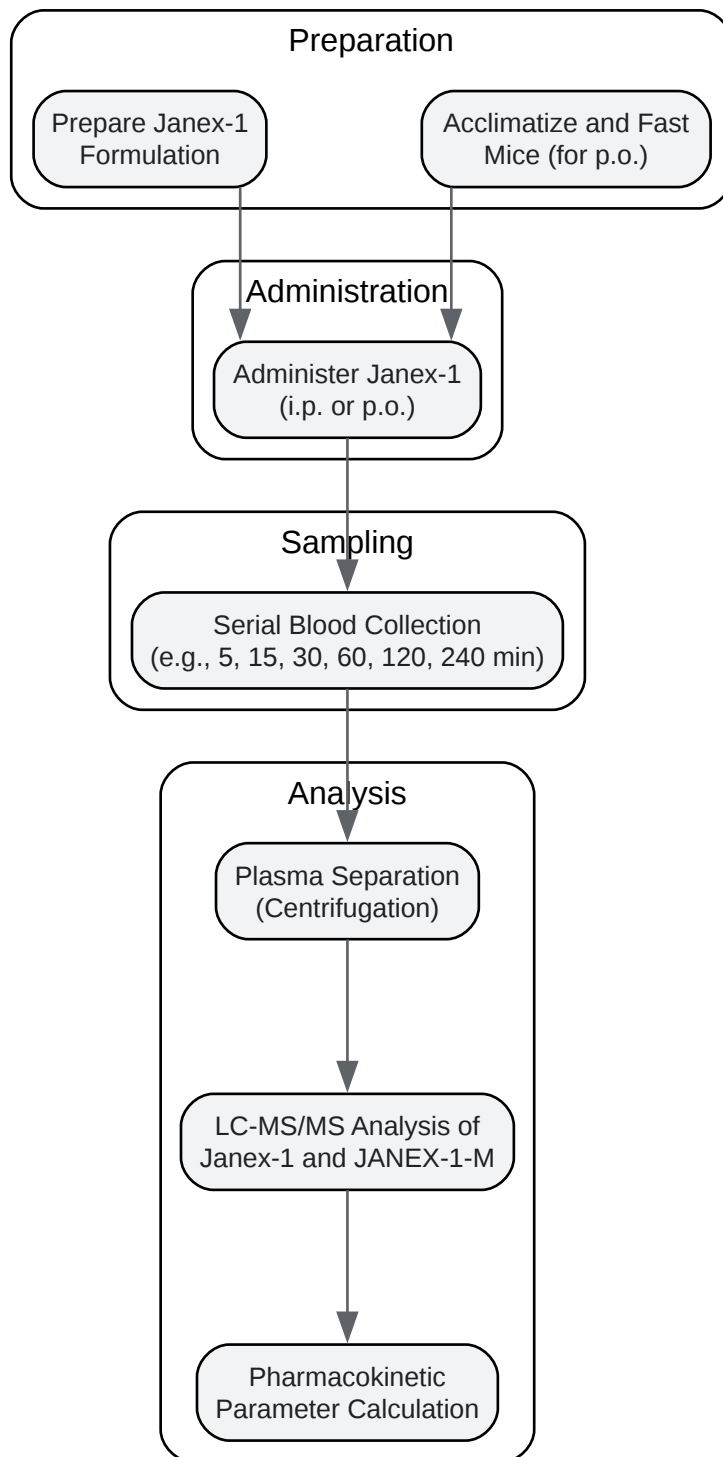 Preparation
Prepare Janex-1
Formulation
Acclimatize and Fast
Mice (for p.o.)
Administration
Administer Janex-1
(i.p. or p.o.)
Sampling
Serial Blood Collection
(e.g., 5, 15, 30, 60, 120, 240 min)
Analysis
Plasma Separation
(Centrifugation)
LC-MS/MS Analysis of
Janex-1 and JANEX-1-M
Pharmacokinetic
Parameter Calculation